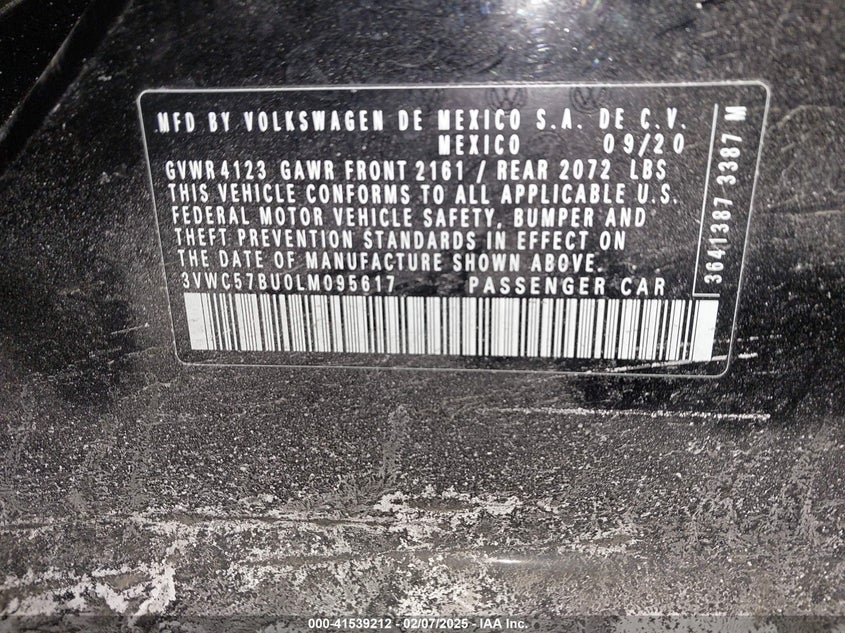 MFD BY VOLKSWAGEN DE MEXICO S.A. DE C.V.
MEXICO 09/20
GVWR 4123 GAWR FRONT 2161 / REAR 2072 LBS
THIS VEHICLE CONFORMS TO ALL APPLICABLE U.S.
FEDERAL MOTOR VEHICLE SAFETY, BUMPER AND
THEFT PREVENTION STANDARDS IN EFFECT ON
THE DATE OF MANUFACTURE SHOWN ABOVE.
3VWC57BU0LM095617 PASSENGER CAR
3641387 3387 M
000-41539212 - 02/07/2025 - IAA Inc.